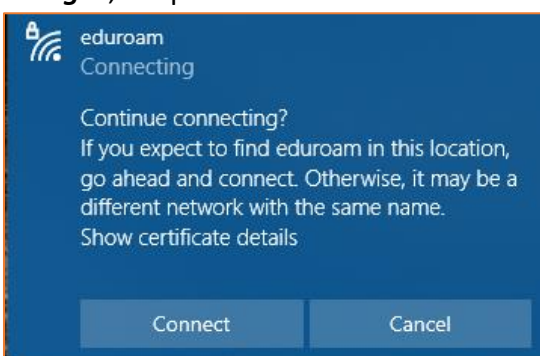 eduroam
Connecting
Continue connecting?
If you expect to find eduroam in this location,
go ahead and connect. Otherwise, it may be a
different network with the same name.
Show certificate details
Connect Cancel